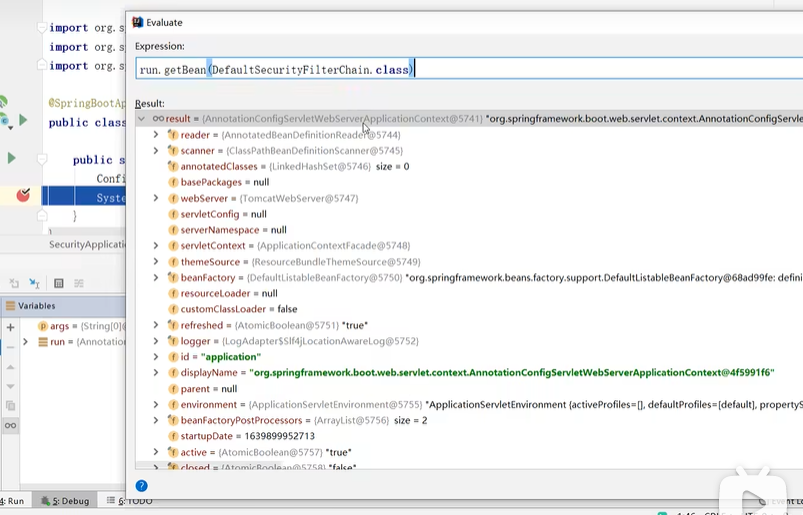 import org.s
import org.s
import org.s
@SpringBootAp
public class
public s
Confi
Syste
}
SecurityApplicati
Variables
args = {String[0]@
run = {Annotation
4: Run
5: Debug
6: TODO
Evaluate
Expression:
run.getBean(DefaultSecurityFilterChain.class)
Result:
result = {AnnotationConfigServletWebServerApplicationContext@5741} "org.springframework.boot.web.servlet.context.AnnotationConfigServle
reader = {AnnotatedBeanDefinitionReader@5744}
scanner = {ClassPathBeanDefinitionScanner@5745}
annotatedClasses = {LinkedHashSet@5746} size = 0
basePackages = null
webServer = {TomcatWebServer@5747}
servletConfig = null
serverNamespace = null
servletContext = {ApplicationContextFacade@5748}
themeSource = {ResourceBundleThemeSource@5749}
beanFactory = {DefaultListableBeanFactory@5750} "org.springframework.beans.factory.support.DefaultListableBeanFactory@68ad99fe: defini
resourceLoader = null
customClassLoader = false
refreshed = {AtomicBoolean@5751} "true"
logger = {LogAdapter$Slf4jLocationAwareLog@5752}
id = "application"
displayName = "org.springframework.boot.web.servlet.context.AnnotationConfigServletWebServerApplicationContext@4f5991f6"
parent = null
environment = {ApplicationServletEnvironment@5755} "ApplicationServletEnvironment {activeProfiles=[], defaultProfiles=[default], propertyS
beanFactoryPostProcessors = {ArrayList@5756} size = 2
startupDate = 1639899952713
active = {AtomicBoolean@5757} "true"
closed = {AtomicBoolean@5758} "false"